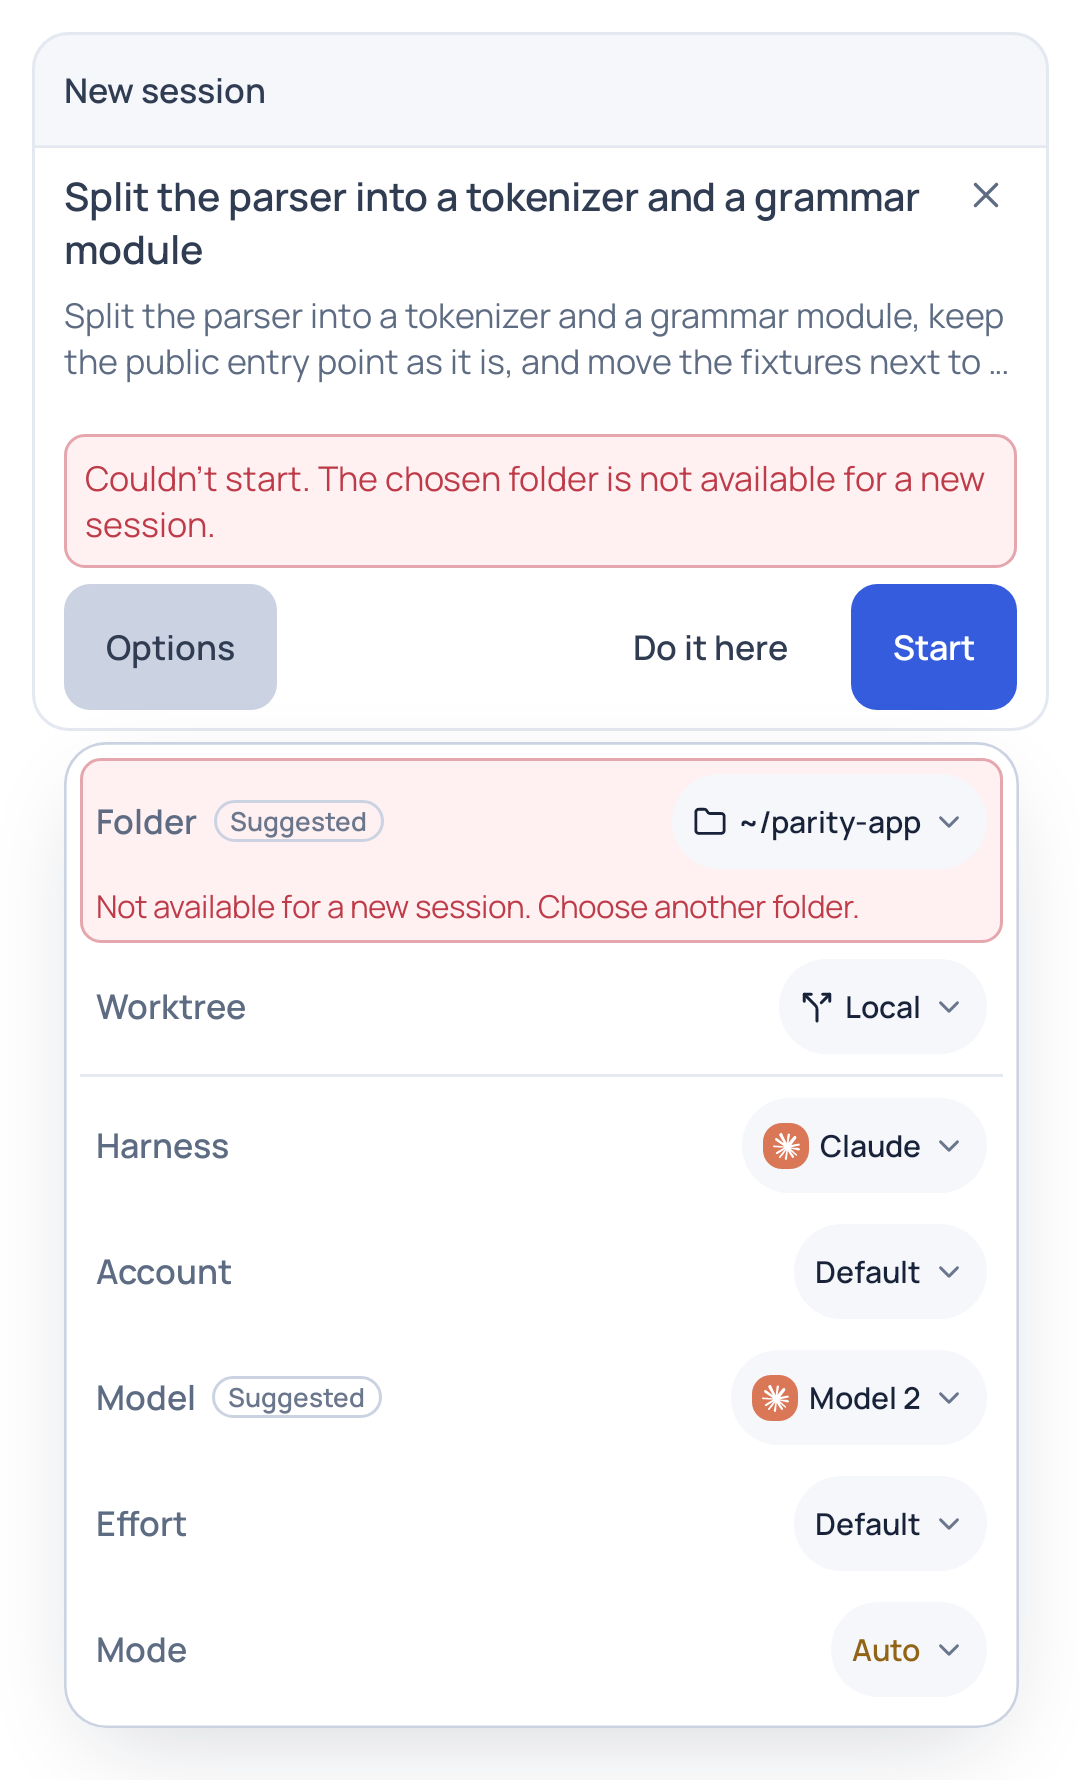 New session
Split the parser into a tokenizer and a grammar
module
Split the parser into a tokenizer and a grammar module, keep
the public entry point as it is, and move the fixtures next to ...
Couldn't start. The chosen folder is not available for a new
session.
Options
Do it here
Start
Folder
Suggested
~/parity-app
Not available for a new session. Choose another folder.
Worktree
Local
Harness
Claude
Account
Default
Model
Suggested
Model 2
Effort
Default
Mode
Auto